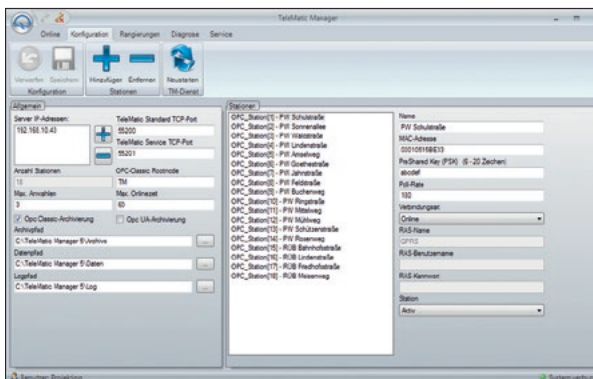 TeleMatic Manager
Online Konfiguration Rangierungen Diagnose Service
Verwerfen Speichern Hinzufügen Entfernen Neustarten
Konfiguration Stationen TM-Dienst
Allgemein
Server IP-Adressen:
192.168.10.43
TeleMatic Standard TCP-Port
55200
TeleMatic Service TCP-Port
55201
Anzahl Stationen
18
OPC-Classic Rootnode
TM
Max. Anwahlen
3
Max. Onlinezeit
60
Opc Classic-Archivierung
Opc UA-Archivierung
Archivpfad
C:\TeleMatic Manager 5\Archive
...
Datenpfad
C:\TeleMatic Manager 5\Daten
...
Logpfad
C:\TeleMatic Manager 5\Log
...
Stationen
OPC_Station[1] - PW Schulstraße
OPC_Station[2] - PW Sonnenallee
OPC_Station[3] - PW Waldstraße
OPC_Station[4] - PW Lindenstraße
OPC_Station[5] - PW Amselweg
OPC_Station[6] - PW Goethestraße
OPC_Station[7] - PW Jahnstraße
OPC_Station[8] - PW Feldstraße
OPC_Station[9] - PW Buchenweg
OPC_Station[10] - PW Ringstraße
OPC_Station[11] - PW Mittelweg
OPC_Station[12] - PW Mühlweg
OPC_Station[13] - PW Schützenstraße
OPC_Station[14] - PW Rosenweg
OPC_Station[15] - RÜB Bahnhofstraße
OPC_Station[16] - RÜB Lindenstraße
OPC_Station[17] - RÜB Friedhofstraße
OPC_Station[18] - RÜB Meisenweg
Name
PW Schulstraße
MAC-Adresse
PreShared Key (PSK) (6 - 20 Zeichen)
abcdef
Poll-Rate
180
Verbindungsart
Online
RAS-Name
GPRS
RAS-Benutzername
RAS-Kennwort
Station
Aktiv
Benutzer: Projekting
System verbun